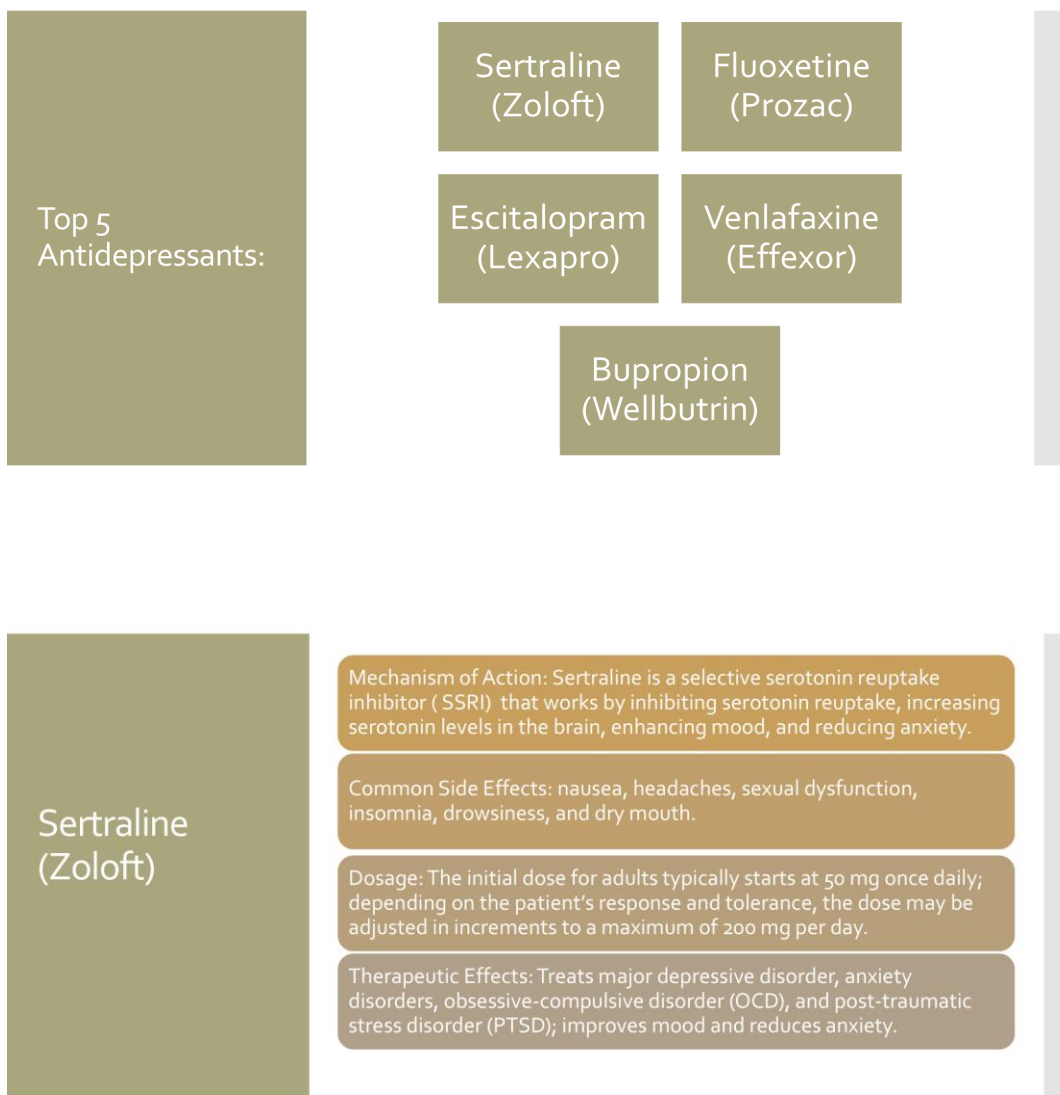 Top 5
Antidepressants:
Sertraline
(Zoloft)
Fluoxetine
(Prozac)
Escitalopram
(Lexapro)
Venlafaxine
(Effexor)
Bupropion
(Wellbutrin)
Sertraline
(Zoloft)
Mechanism of Action: Sertraline is a selective serotonin reuptake
inhibitor ( SSRI)  that works by inhibiting serotonin reuptake, increasing
serotonin levels in the brain, enhancing mood, and reducing anxiety.
Common Side Effects: nausea, headaches, sexual dysfunction,
insomnia, drowsiness, and dry mouth.
Dosage: The initial dose for adults typically starts at 50 mg once daily;
depending on the patient’s response and tolerance, the dose may be
adjusted in increments to a maximum of 200 mg per day.
Therapeutic Effects: Treats major depressive disorder, anxiety
disorders, obsessive-compulsive disorder (OCD), and post-traumatic
stress disorder (PTSD); improves mood and reduces anxiety.